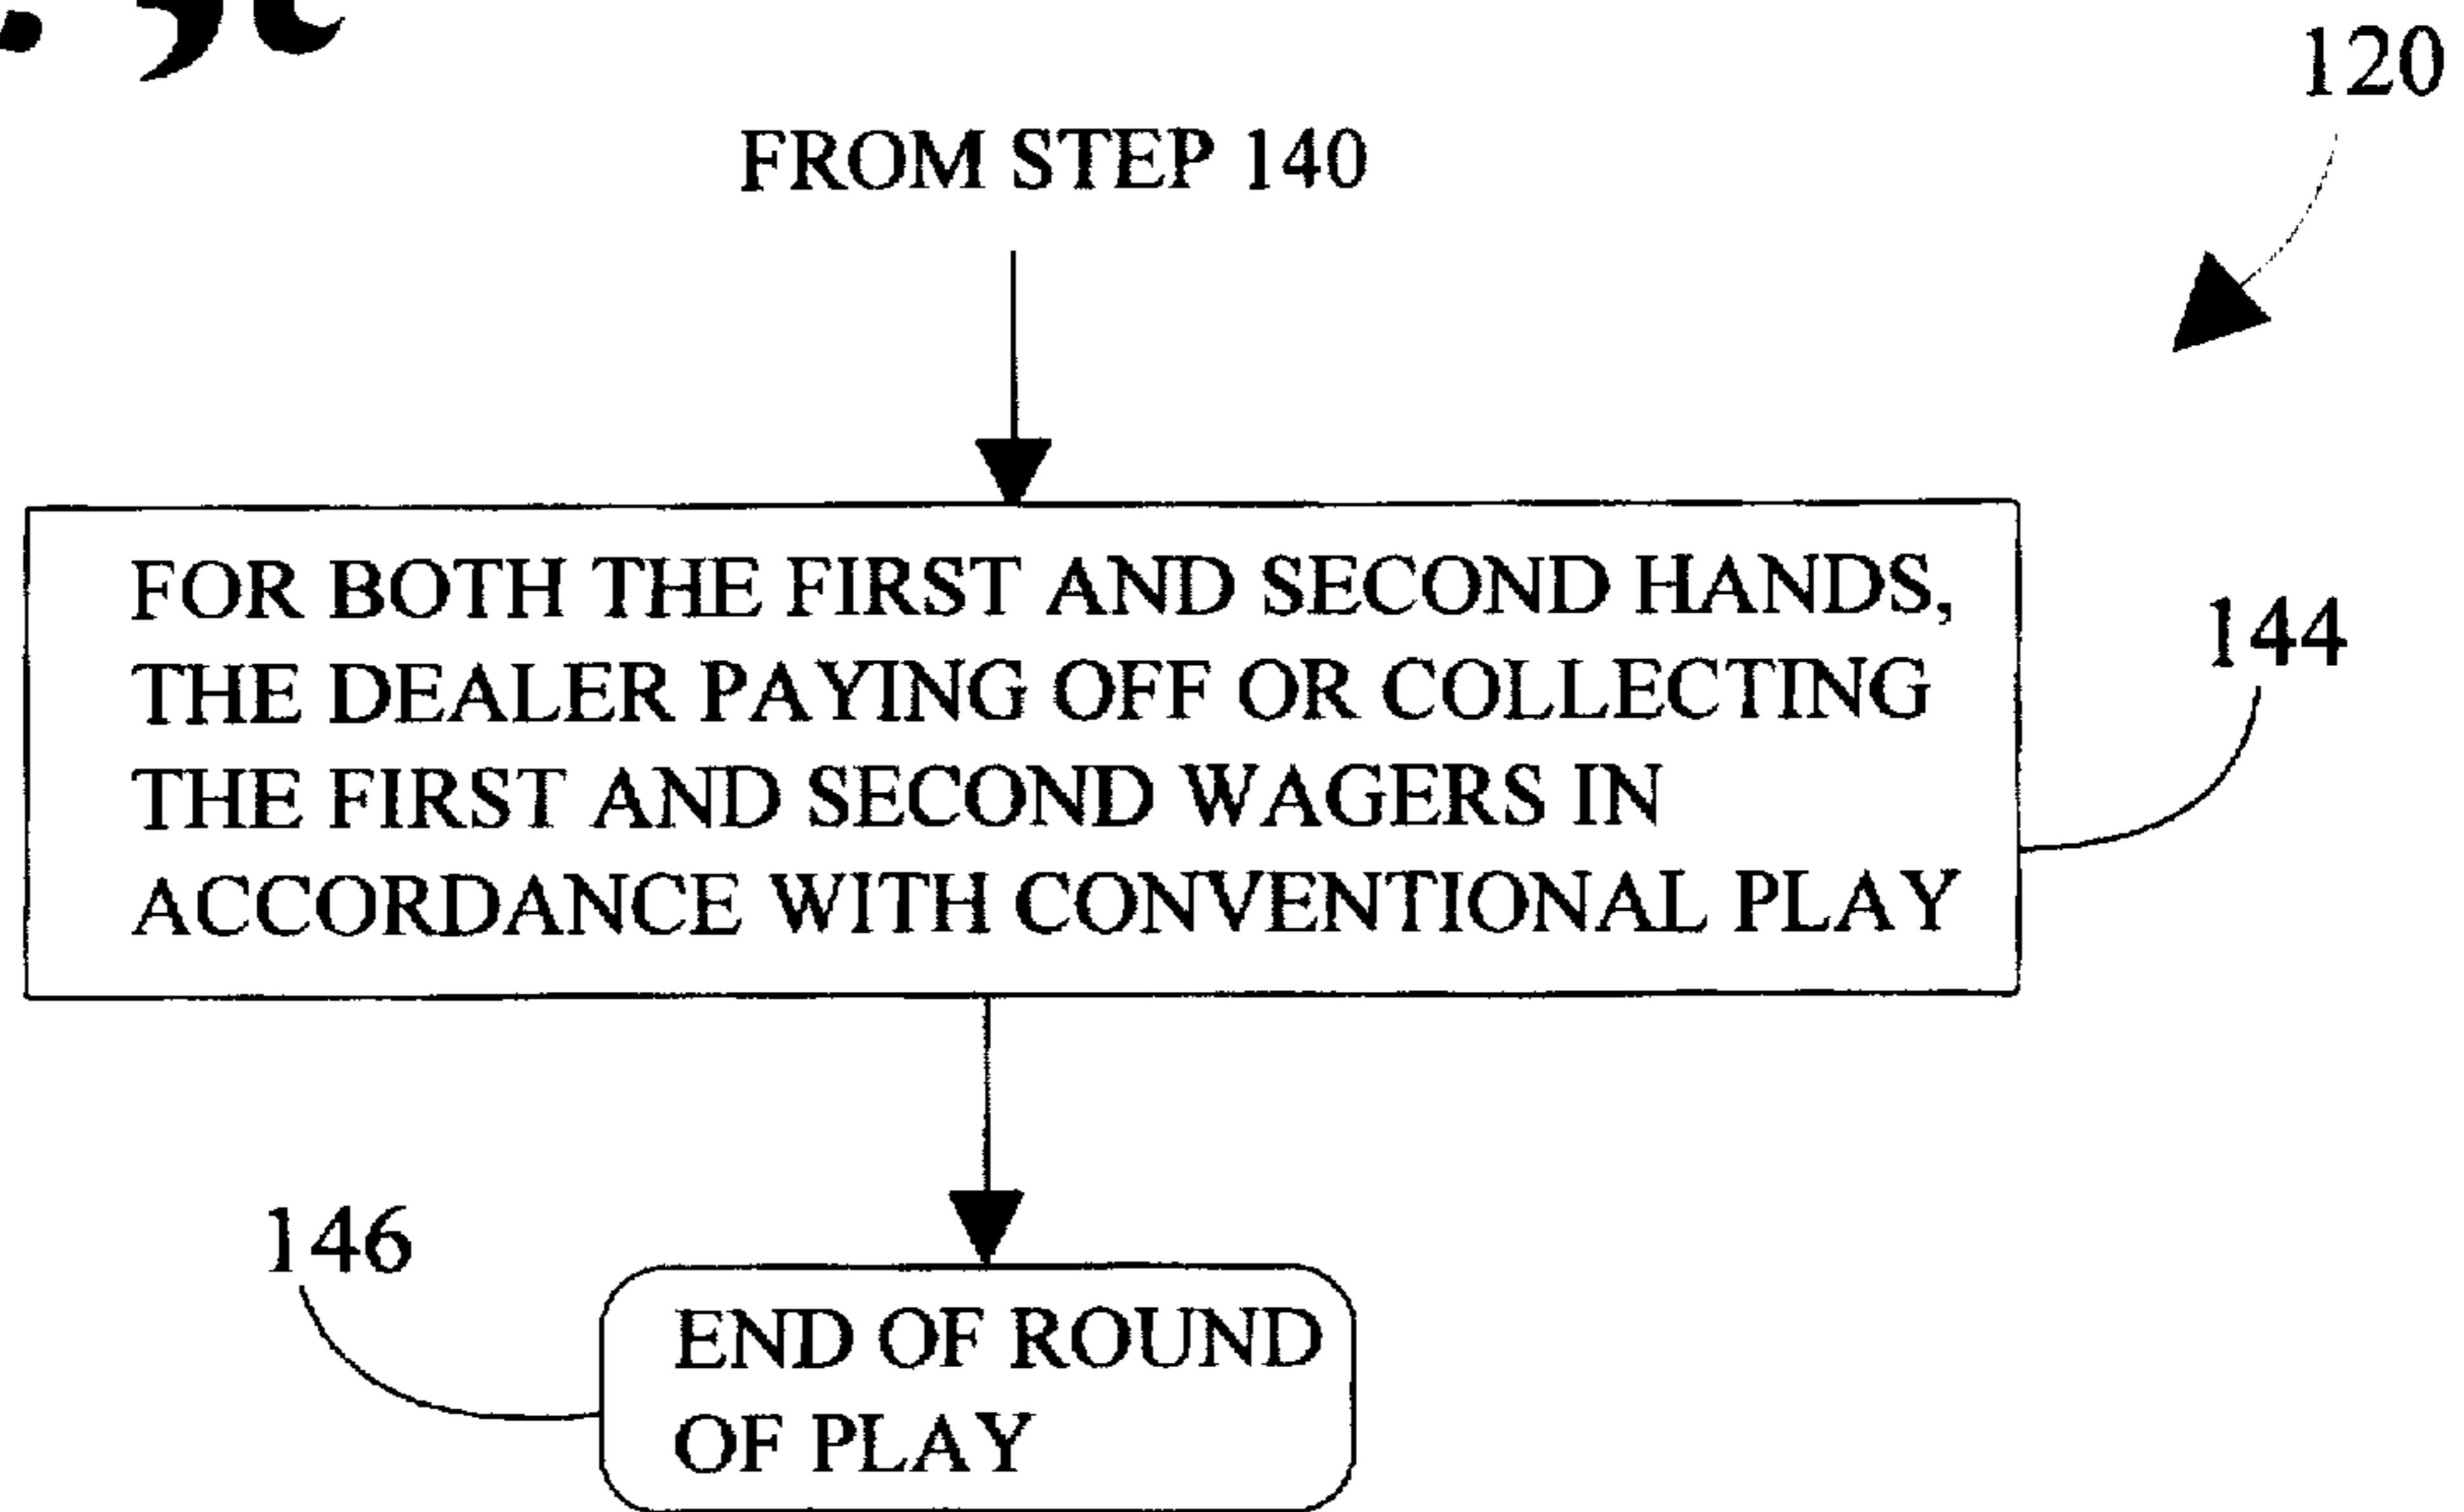 120
FROM STEP 140
FOR BOTH THE FIRST AND SECOND HANDS,
THE DEALER PAYING OFF OR COLLECTING
THE FIRST AND SECOND WAGERS IN
ACCORDANCE WITH CONVENTIONAL PLAY
144
146
END OF ROUND
OF PLAY